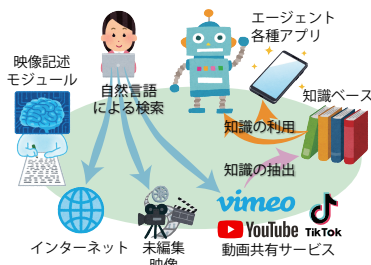 エージェント
各種アプリ
映像記述
モジュール
自然言語
による検索
知識ベース
知識の利用
知識の抽出
vimeo
YouTube
TikTok
インターネット
未編集
映像
動画共有サービス